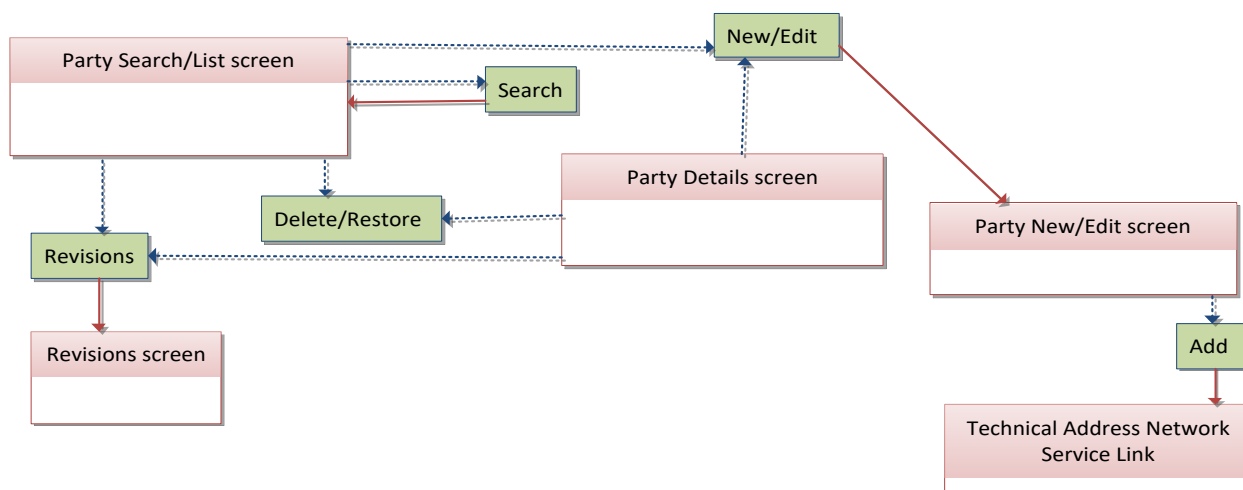 New/Edit
Party Search/List screen
Search
Party Details screen
Delete/Restore
Party New/Edit screen
Revisions
Revisions screen
Add
Technical Address Network
Service Link